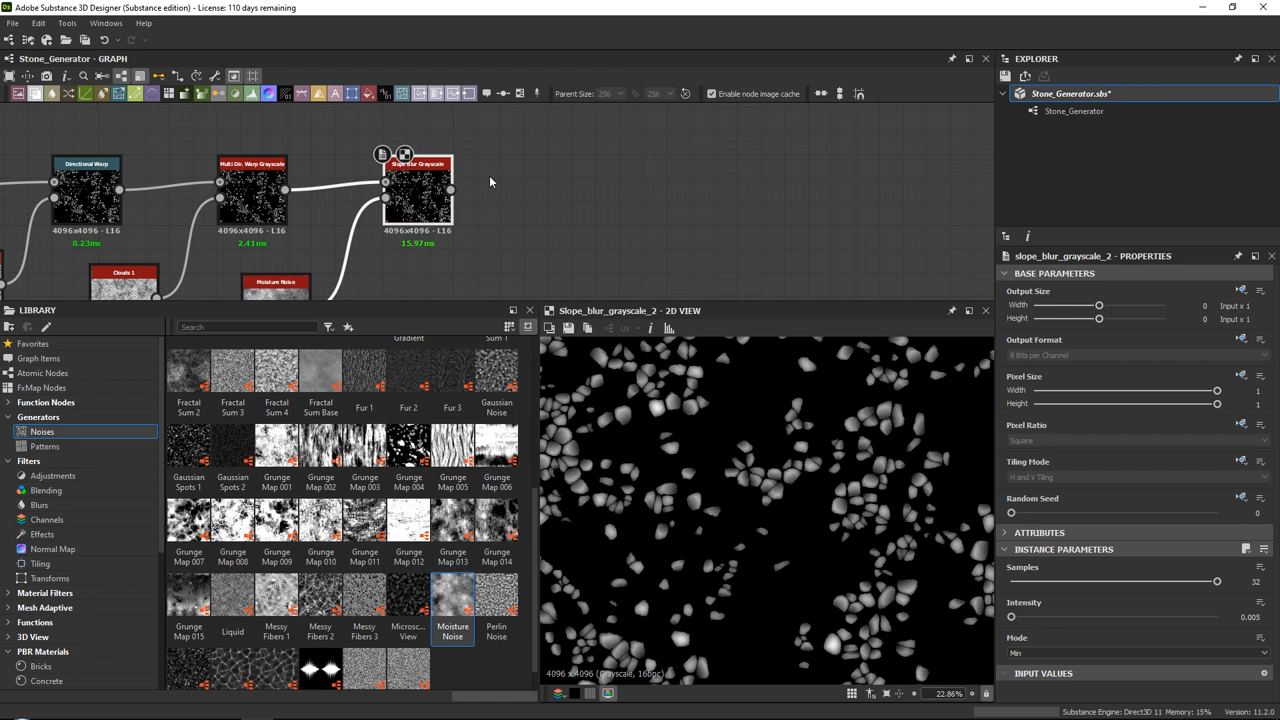 Adobe Substance 3D Designer (Substance edition) - License: 110 days remaining
File Edit Tools Windows Help
Stone_Generator - GRAPH
Parent Size: 256 256 Enable node image cache
Directional Warp
4096x4096 - L16
0.23ms
Multi Dir. Warp Grayscale
4096x4096 - L16
2.41ms
Slope Blur Grayscale
4096x4096 - L16
15.97ms
Clouds 1
Moisture Noise
EXPLORER
Stone_Generator.sbs*
Stone_Generator
LIBRARY
Search
Favorites
Graph Items
Atomic Nodes
FxMap Nodes
Function Nodes
Generators
Noises
Patterns
Filters
Adjustments
Blending
Blurs
Channels
Effects
Normal Map
Tiling
Transforms
Material Filters
Mesh Adaptive
Functions
3D View
PBR Materials
Bricks
Concrete
Gradient
Sum 1
Fractal Sum 2
Fractal Sum 3
Fractal Sum 4
Fractal Sum Base
Fur 1
Fur 2
Fur 3
Gaussian Noise
Gaussian Spots 1
Gaussian Spots 2
Grunge Map 001
Grunge Map 002
Grunge Map 003
Grunge Map 004
Grunge Map 005
Grunge Map 006
Grunge Map 007
Grunge Map 008
Grunge Map 009
Grunge Map 010
Grunge Map 011
Grunge Map 012
Grunge Map 013
Grunge Map 014
Grunge Map 015
Liquid
Messy Fibers 1
Messy Fibers 2
Messy Fibers 3
Microsc... View
Moisture Noise
Perlin Noise
Slope_blur_grayscale_2 - 2D VIEW
UV
4096 x 4096 (Grayscale, 16bpc)
22.86%
slope_blur_grayscale_2 - PROPERTIES
BASE PARAMETERS
Output Size
Width 0 Input x 1
Height 0 Input x 1
Output Format
8 Bits per Channel
Pixel Size
Width 1
Height 1
Pixel Ratio
Square
Tiling Mode
H and V Tiling
Random Seed
0
ATTRIBUTES
INSTANCE PARAMETERS
Samples
32
Intensity
0.005
Mode
Min
INPUT VALUES
Substance Engine: Direct3D 11 Memory: 15% Version: 11.2.0